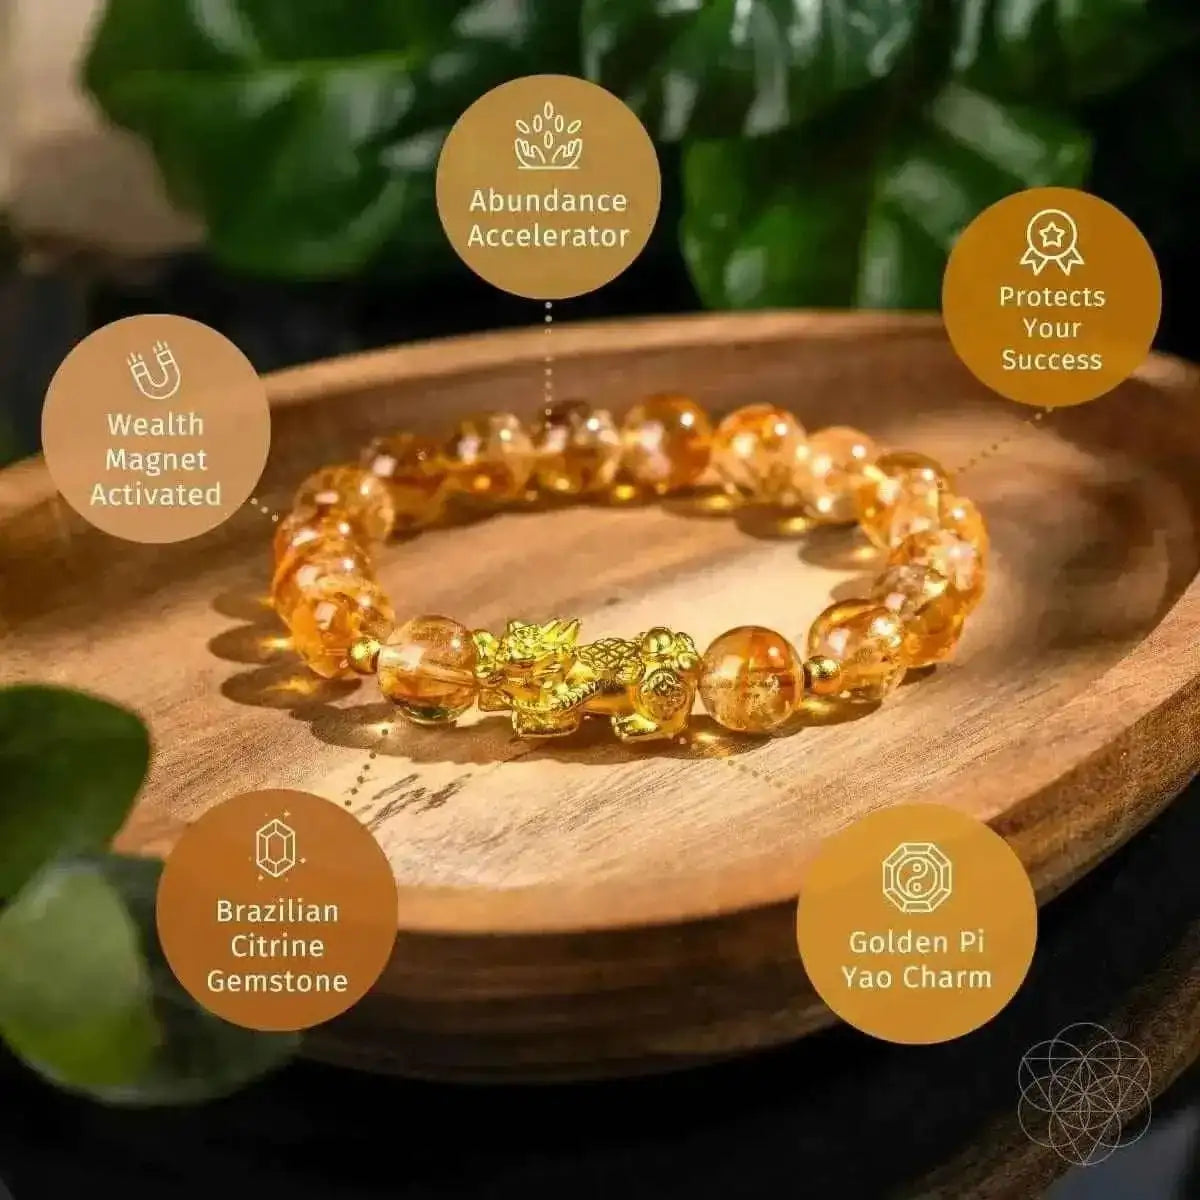 Abundance
Accelerator
Protects
Your
Success
Wealth
Magnet
Activated
Brazilian
Citrine
Gemstone
Golden Pi
Yao Charm